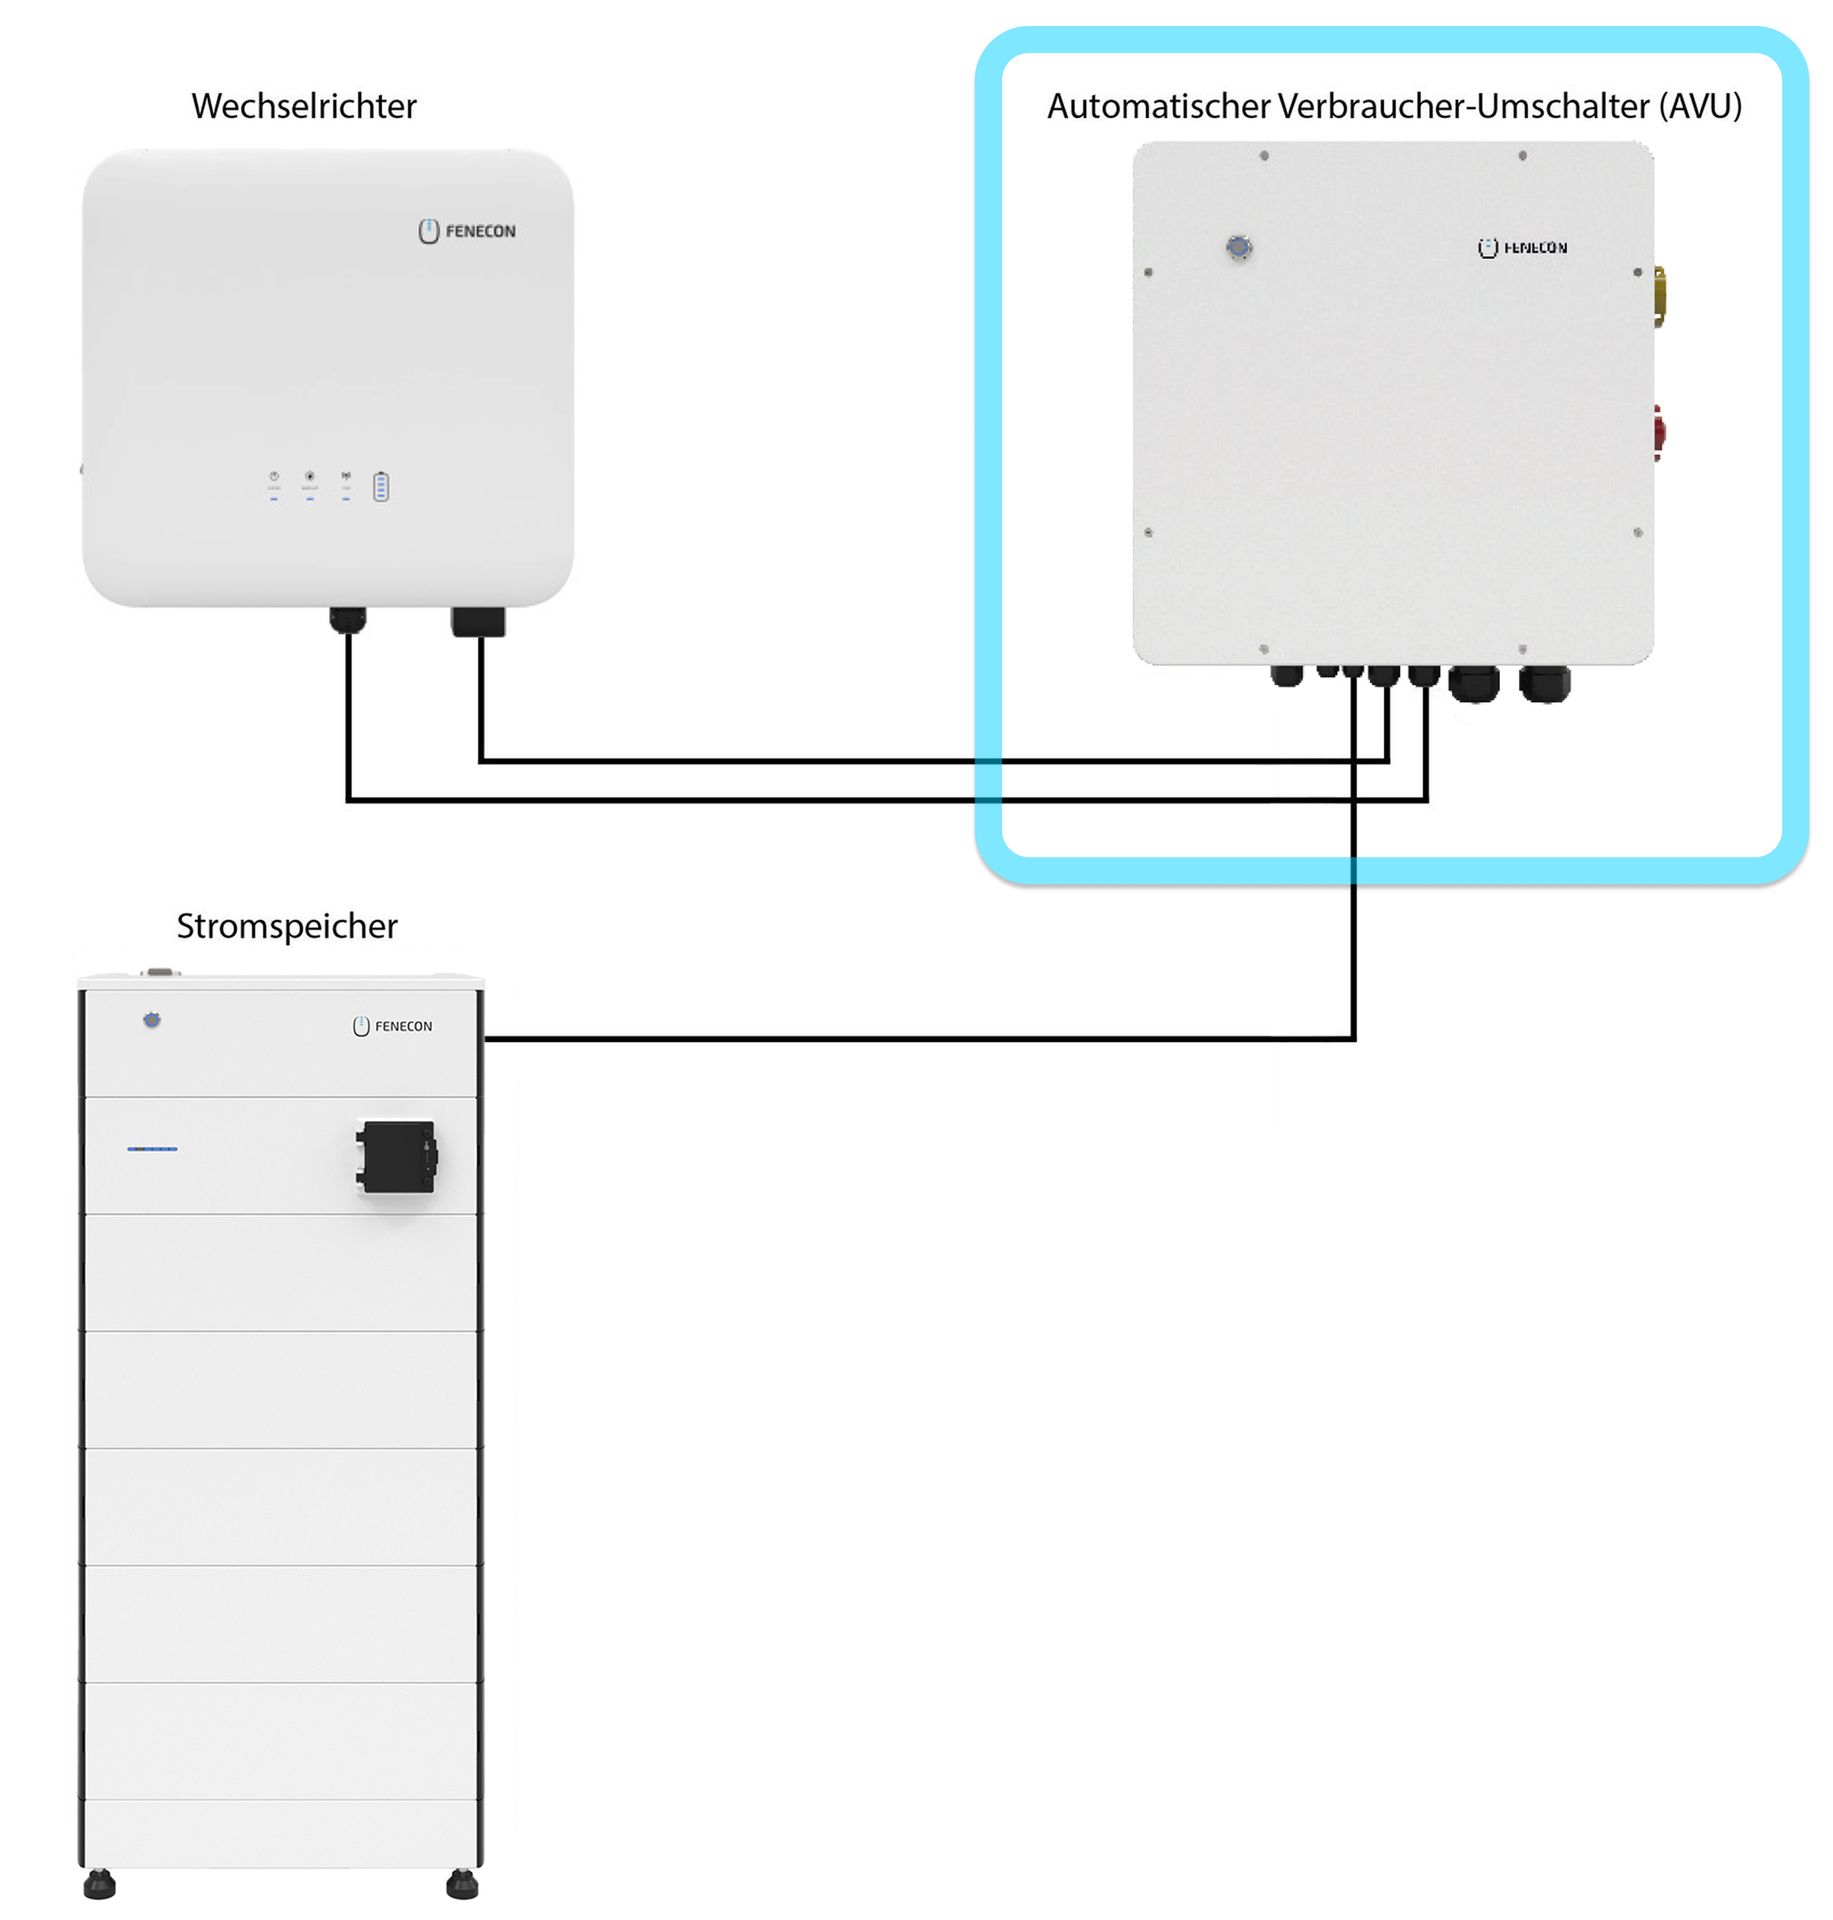 Wechselrichter
FENECON
Automatischer Verbraucher-Umschalter (AVU)
FENECON
Stromspeicher
FENECON